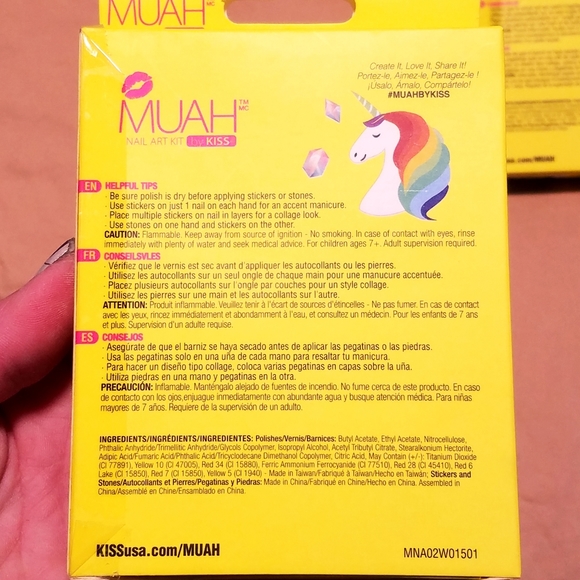 MUAH MC
MUAH™ MC
NAIL ART KIT by KISS
Create It, Love It, Share It!
Portez-le, Aimez-le, Partagez-le !
¡Úsalo, Ámalo, Compártelo!
#MUAHBYKISS
EN HELPFUL TIPS
· Be sure polish is dry before applying stickers or stones.
· Use stickers on just 1 nail on each hand for an accent manicure.
· Place multiple stickers on nail in layers for a collage look.
· Use stones on one hand and stickers on the other.
CAUTION: Flammable. Keep away from source of ignition - No smoking. In case of contact with eyes, rinse
immediately with plenty of water and seek medical advice. For children ages 7+. Adult supervision required.
FR CONSEILSYLES
· Vérifiez que le vernis est sec avant d'appliquer les autocollants ou les pierres.
· Utilisez les autocollants sur un seul ongle de chaque main pour une manucure accentuée.
· Placez plusieurs autocollants sur l'ongle par couches pour un style collage.
· Utilisez les pierres sur une main et les autocollants sur l'autre.
ATTENTION: Produit inflammable. Veuillez tenir à l'écart de sources d'étincelles - Ne pas fumer. En cas de contact
avec les yeux, rincez immédiatement et abondamment à l'eau, et consultez un médecin. Pour les enfants de 7 ans
et plus. Supervision d'un adulte requise.
ES CONSEJOS
· Asegúrate de que el barniz se haya secado antes de aplicar las pegatinas o las piedras.
· Usa las pegatinas solo en una uña de cada mano para resaltar tu manicura.
· Para hacer un diseño tipo collage, coloca varias pegatinas en capas sobre la uña.
· Utiliza piedras en una mano y pegatinas en la otra.
PRECAUCIÓN: Inflamable. Manténgalo alejado de fuentes de incendio. No fume cerca de este producto. En caso
de contacto con los ojos,enjuague inmediatamente con abundante agua y busque atención médica. Para niñas
mayores de 7 años. Requiere de la supervisión de un adulto.
INGREDIENTS/INGRÉDIENTS/INGREDIENTES: Polishes/Vernis/Barnices: Butyl Acetate, Ethyl Acetate, Nitrocellulose,
Phthalic Anhydride/Trimellitic Anhydride/Glycols Copolymer, Isopropyl Alcohol, Acetyl Tributyl Citrate, Stearalkonium Hectorite,
Adipic Acid/Fumaric Acid/Phthalic Acid/Tricyclodecane Dimethanol Copolymer, Citric Acid, May Contain (+/-): Titanium Dioxide
(CI 77891), Yellow 10 (CI 47005), Red 34 (CI 15880), Ferric Ammonium Ferrocyanide (CI 77510), Red 28 (CI 45410), Red 6
Lake (CI 15850), Red 7 (CI 15850), Yellow 5 (CI 1940) - Made in Taiwan/Fabriqué en Taiwan/Hecho en Taiwán; Stickers and
Stones/Autocollants et Pierres/Pegatinas y Piedras: Made in China/Fabriqué en Chine/Hecho en China. Assembled in
China/Assemblé en Chine/Ensamblado en China.
KISSusa.com/MUAH
MNA02W01501
usa.com/MUAH